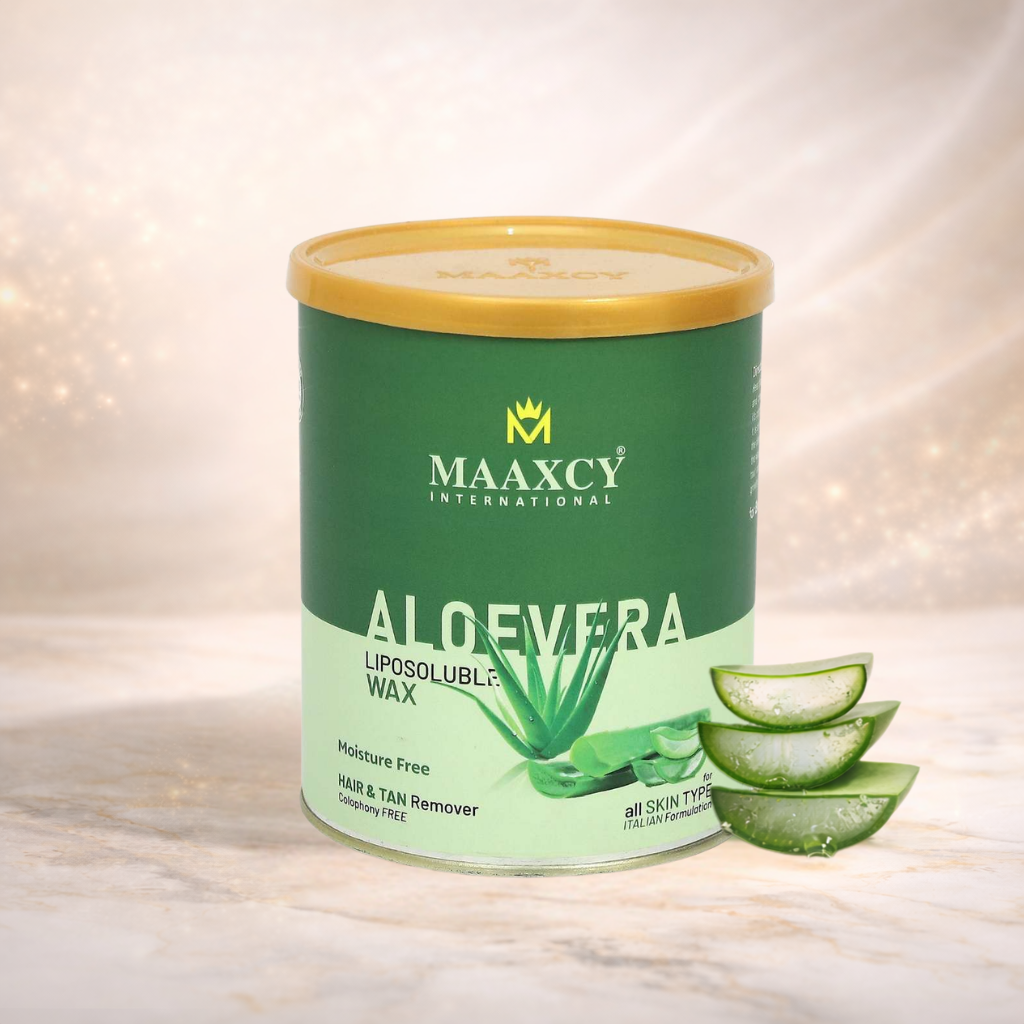 MAAXCY
MAAXCY®
INTERNATIONAL
ALOEVERA
LIPOSOLUBLE
WAX
Moisture Free
HAIR & TAN Remover
Colophony FREE
for
all SKIN TYPE
ITALIAN Formulation